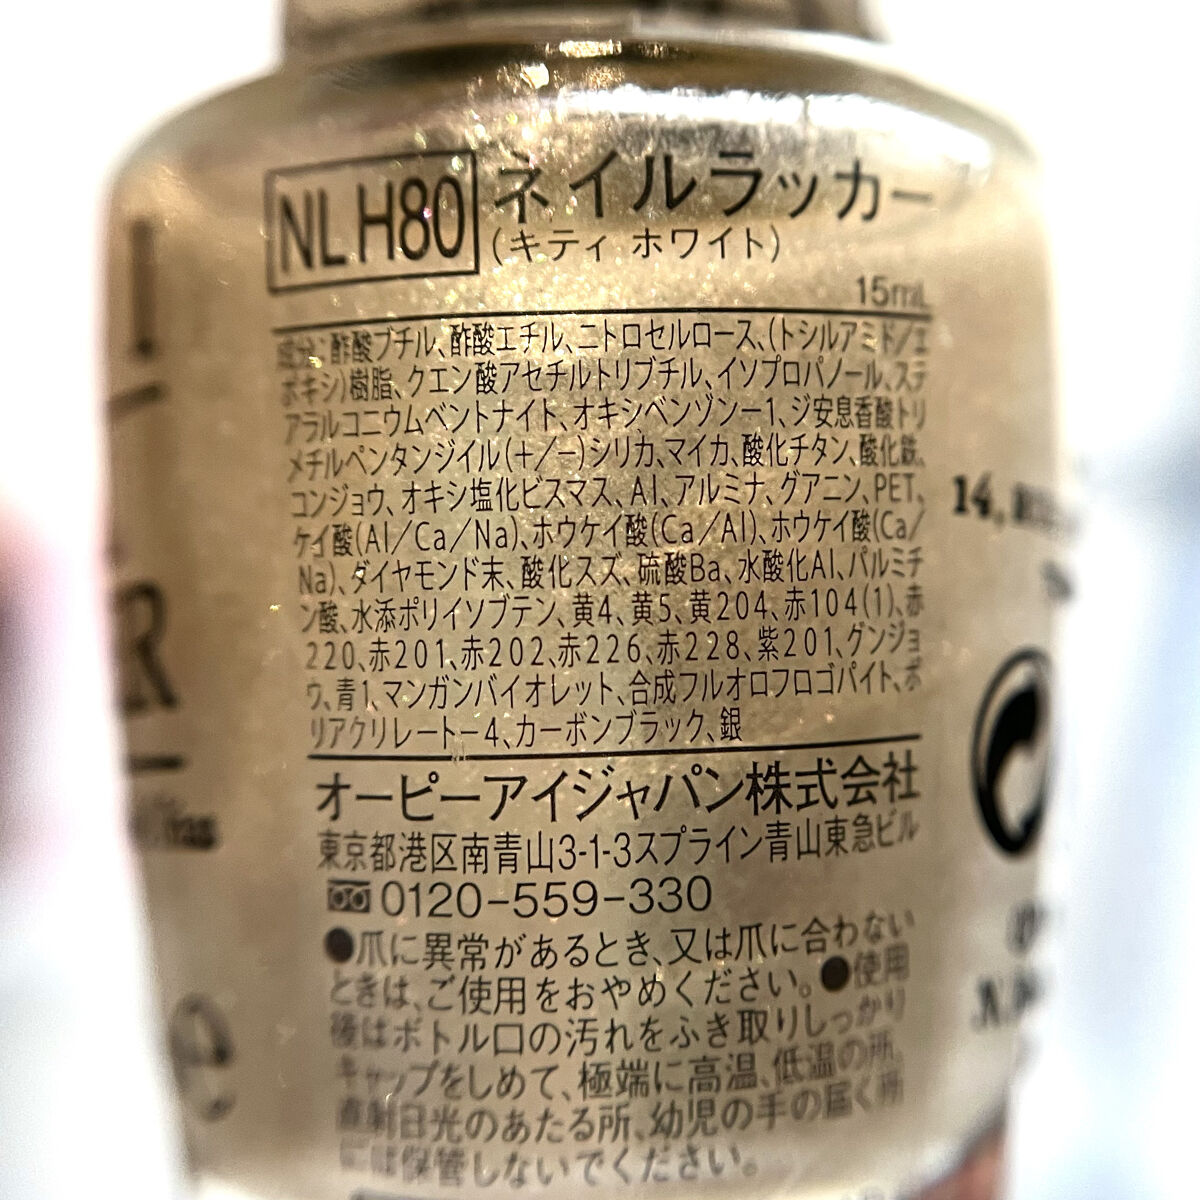 NL H80 ネイルラッカー
(キティ ホワイト)
15mL
成分:酢酸ブチル、酢酸エチル、ニトロセルロース、(トシルアミド/エ
ポキシ)樹脂、クエン酸アセチルトリブチル、イソプロパノール、ステ
アラルコニウムベントナイト、オキシベンゾン−1、ジ安息香酸トリ
メチルペンタンジイル(+/−)シリカ、マイカ、酸化チタン、酸化鉄、
コンジョウ、オキシ塩化ビスマス、Al、アルミナ、グアニン、PET、
ケイ酸(Al/Ca/Na)、ホウケイ酸(Ca/Al)、ホウケイ酸(Ca/
Na)、ダイヤモンド末、酸化スズ、硫酸Ba、水酸化Al、パルミチ
ン酸、水添ポリイソブテン、黄4、黄5、黄204、赤104(1)、赤
220、赤201、赤202、赤226、赤228、紫201、グンジョ
ウ、青1、マンガンバイオレット、合成フルオロフロゴパイト、ポ
リアクリレート−4、カーボンブラック、銀
オーピーアイジャパン株式会社
東京都港区南青山3-1-3スプライン青山東急ビル
0120−559−330
●爪に異常があるとき、又は爪に合わない
ときは、ご使用をおやめください。●使用
後はボトル口の汚れをふき取りしっかり
キャップをしめて、極端に高温、低温の所、
直射日光のあたる所、幼児の手の届く所
には保管しないでください。
14,